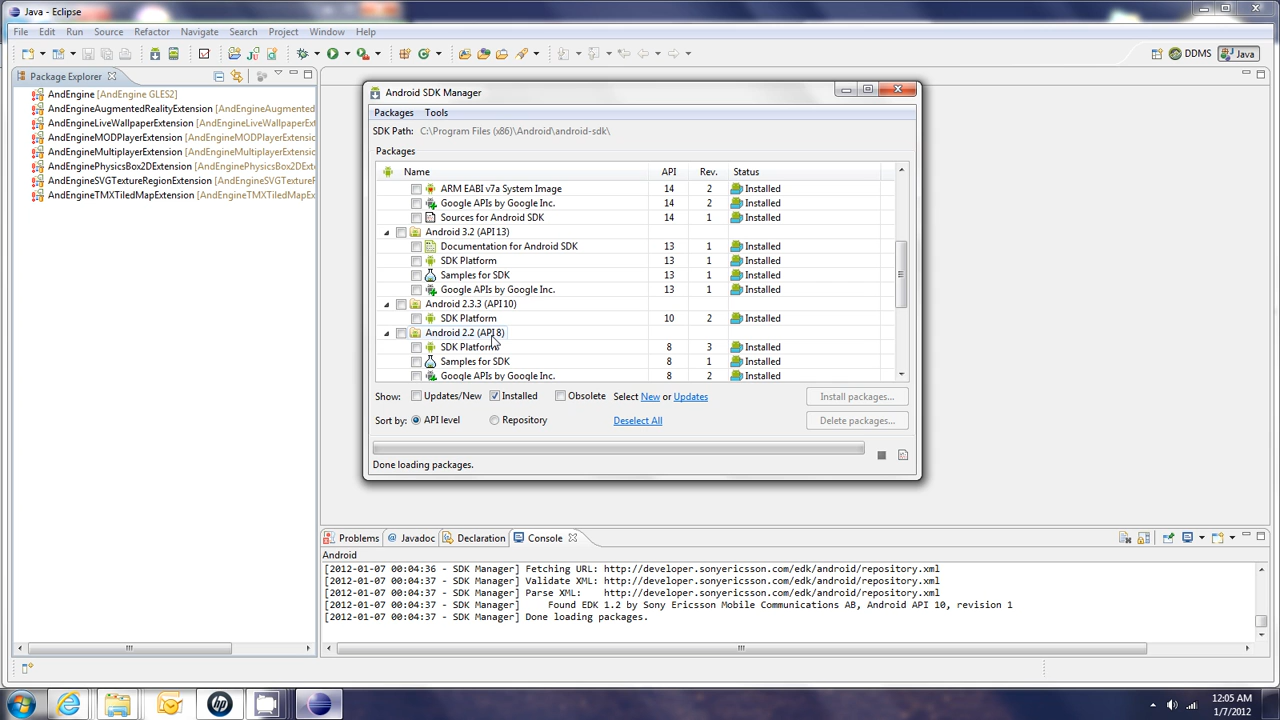 Java - Eclipse
File Edit Run Source Refactor Navigate Search Project Window Help
DDMS Java
Package Explorer
AndEngine [AndEngine GLES2]
AndEngineAugmentedRealityExtension [AndEngineAugmented
AndEngineLiveWallpaperExtension [AndEngineLiveWallpaperEx
AndEngineMODPlayerExtension [AndEngineMODPlayerExtensi
AndEngineMultiplayerExtension [AndEngineMultiplayerExtens
AndEnginePhysicsBox2DExtension [AndEnginePhysicsBox2DExt
AndEngineSVGTextureRegionExtension [AndEngineSVGTexture
AndEngineTMXTiledMapExtension [AndEngineTMXTiledMapEx
Android SDK Manager
Packages Tools
SDK Path: C:\Program Files (x86)\Android\android-sdk\
Packages
Name API Rev. Status
ARM EABI v7a System Image 14 2 Installed
Google APIs by Google Inc. 14 2 Installed
Sources for Android SDK 14 1 Installed
Android 3.2 (API 13)
Documentation for Android SDK 13 1 Installed
SDK Platform 13 1 Installed
Samples for SDK 13 1 Installed
Google APIs by Google Inc. 13 1 Installed
Android 2.3.3 (API 10)
SDK Platform 10 2 Installed
Android 2.2 (API 8)
SDK Platform 8 3 Installed
Samples for SDK 8 1 Installed
Google APIs by Google Inc. 8 2 Installed
Show: Updates/New Installed Obsolete Select New or Updates Install packages...
Sort by: API level Repository Deselect All Delete packages...
Done loading packages.
Problems Javadoc Declaration Console
Android
[2012-01-07 00:04:36 - SDK Manager] Fetching URL: http://developer.sonyericsson.com/edk/android/repository.xml
[2012-01-07 00:04:37 - SDK Manager] Validate XML: http://developer.sonyericsson.com/edk/android/repository.xml
[2012-01-07 00:04:37 - SDK Manager] Parse XML: http://developer.sonyericsson.com/edk/android/repository.xml
[2012-01-07 00:04:37 - SDK Manager] Found EDK 1.2 by Sony Ericsson Mobile Communications AB, Android API 10, revision 1
[2012-01-07 00:04:37 - SDK Manager] Done loading packages.
hp
12:05 AM
1/7/2012